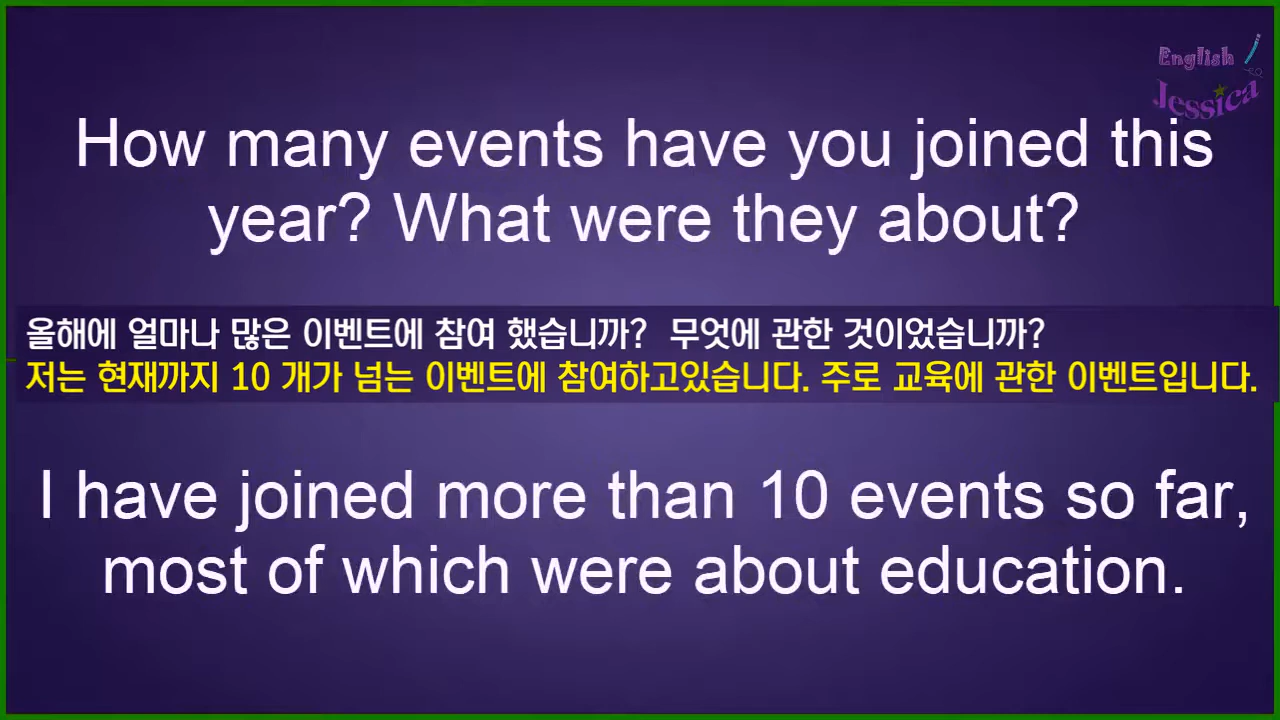 English
Jessica
How many events have you joined this
year? What were they about?
올해에 얼마나 많은 이벤트에 참여 했습니까? 무엇에 관한 것이었습니까?
저는 현재까지 10 개가 넘는 이벤트에 참여하고있습니다. 주로 교육에 관한 이벤트입니다.
I have joined more than 10 events so far,
most of which were about education.